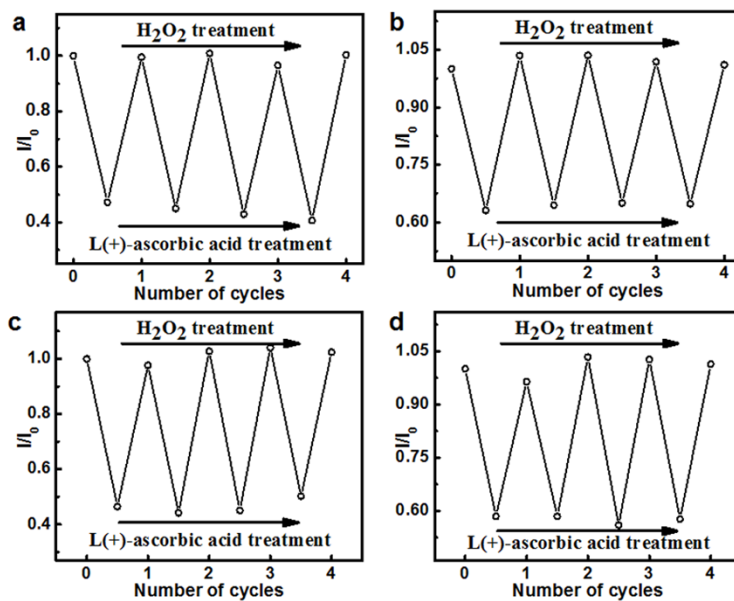 a
H₂O₂ treatment
1.0
0.8
0.6
0.4
I/I₀
L(+)-ascorbic acid treatment
0 1 2 3 4
Number of cycles
b
H₂O₂ treatment
1.05
0.90
0.75
0.60
I/I₀
L(+)-ascorbic acid treatment
0 1 2 3 4
Number of cycles
c
H₂O₂ treatment
1.0
0.8
0.6
0.4
I/I₀
L(+)-ascorbic acid treatment
0 1 2 3 4
Number of cycles
d
H₂O₂ treatment
1.05
0.90
0.75
0.60
I/I₀
L(+)-ascorbic acid treatment
0 1 2 3 4
Number of cycles